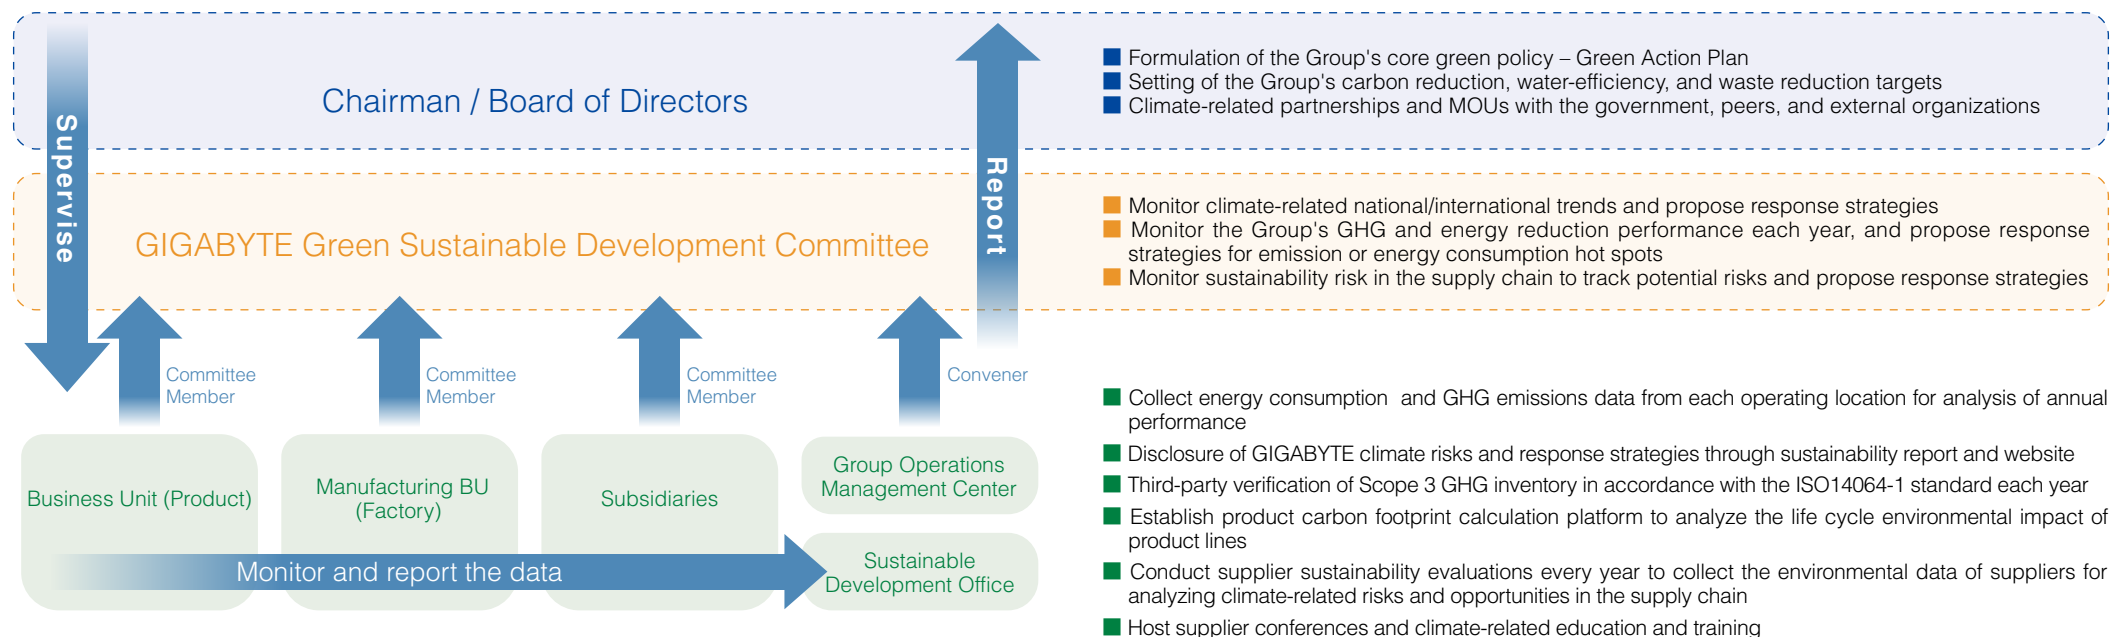 Supervise
Chairman / Board of Directors
Report
Formulation of the Group's core green policy – Green Action Plan
Setting of the Group's carbon reduction, water-efficiency, and waste reduction targets
Climate-related partnerships and MOUs with the government, peers, and external organizations
GIGABYTE Green Sustainable Development Committee
Monitor climate-related national/international trends and propose response strategies
Monitor the Group's GHG and energy reduction performance each year, and propose response
strategies for emission or energy consumption hot spots
Monitor sustainability risk in the supply chain to track potential risks and propose response strategies
Committee
Member
Committee
Member
Committee
Member
Convener
Business Unit (Product)
Manufacturing BU
(Factory)
Subsidiaries
Group Operations
Management Center
Monitor and report the data
Sustainable
Development Office
Collect energy consumption and GHG emissions data from each operating location for analysis of annual
performance
Disclosure of GIGABYTE climate risks and response strategies through sustainability report and website
Third-party verification of Scope 3 GHG inventory in accordance with the ISO14064-1 standard each year
Establish product carbon footprint calculation platform to analyze the life cycle environmental impact of
product lines
Conduct supplier sustainability evaluations every year to collect the environmental data of suppliers for
analyzing climate-related risks and opportunities in the supply chain
Host supplier conferences and climate-related education and training